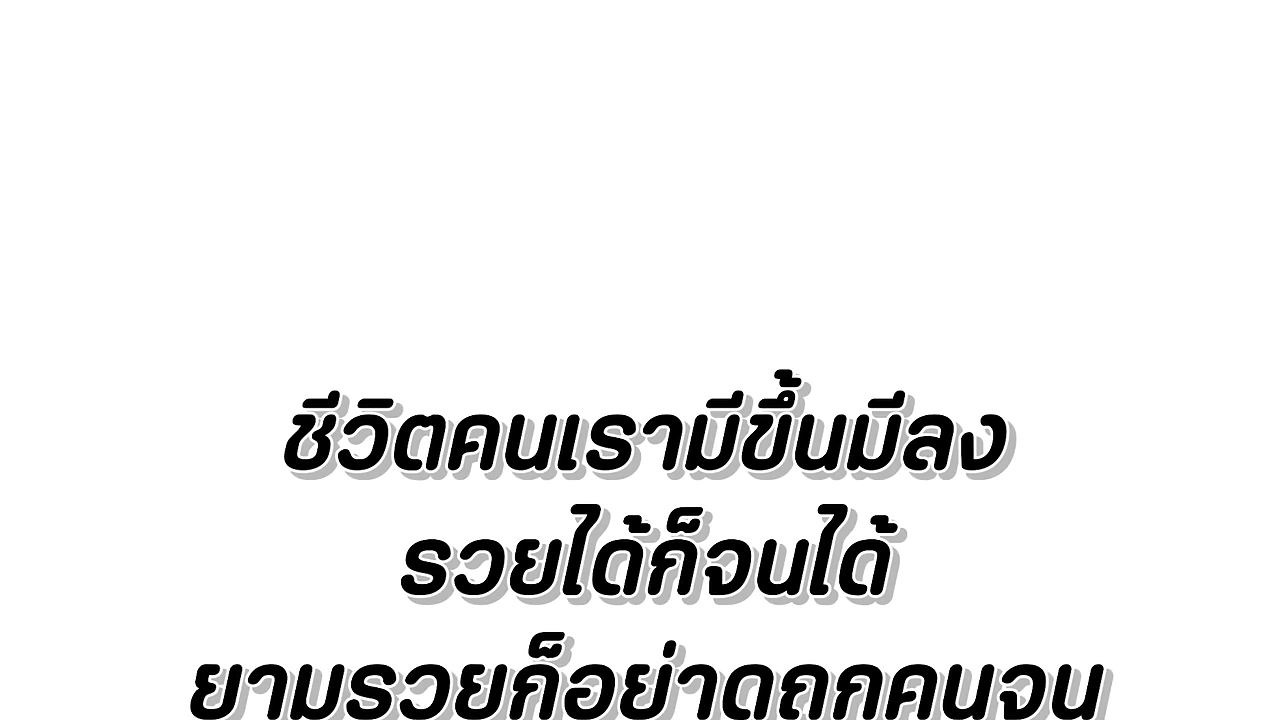 ชีวิตคนเรามีขึ้นมีลง
รวยได้ก็จนได้
ยามรวยก็อย่าดูถูกคนจน